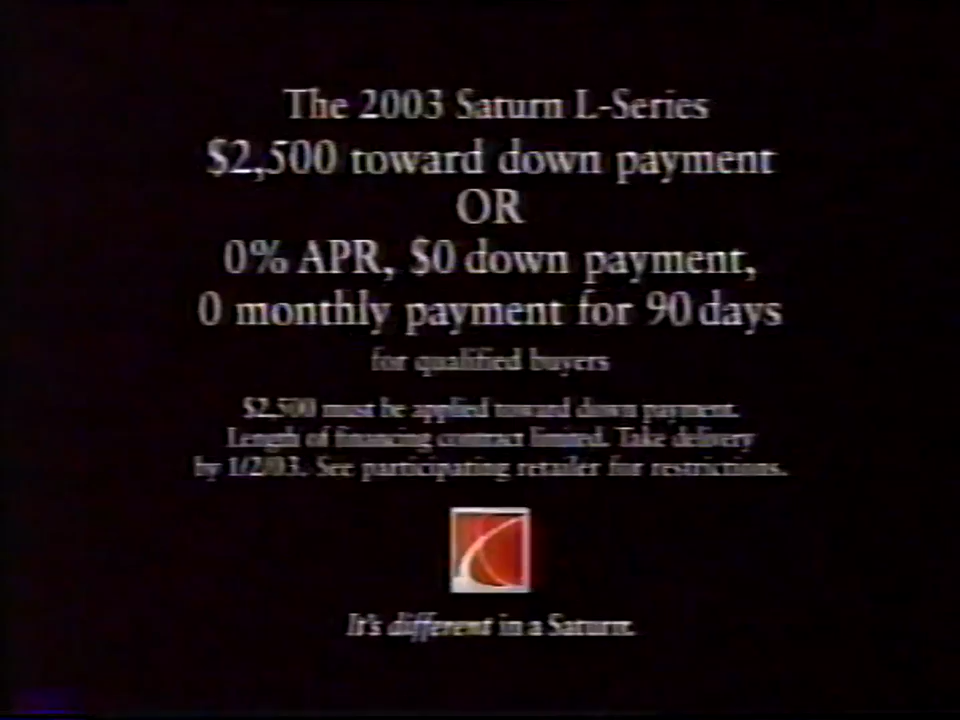 The 2003 Saturn L-Series
$2,500 toward down payment
OR
0% APR, $0 down payment,
0 monthly payment for 90 days
for qualified buyers
$2,500 must be applied toward down payment.
Length of financing contract limited. Take delivery
by 1/2/03. See participating retailer for restrictions.
It's different in a Saturn.